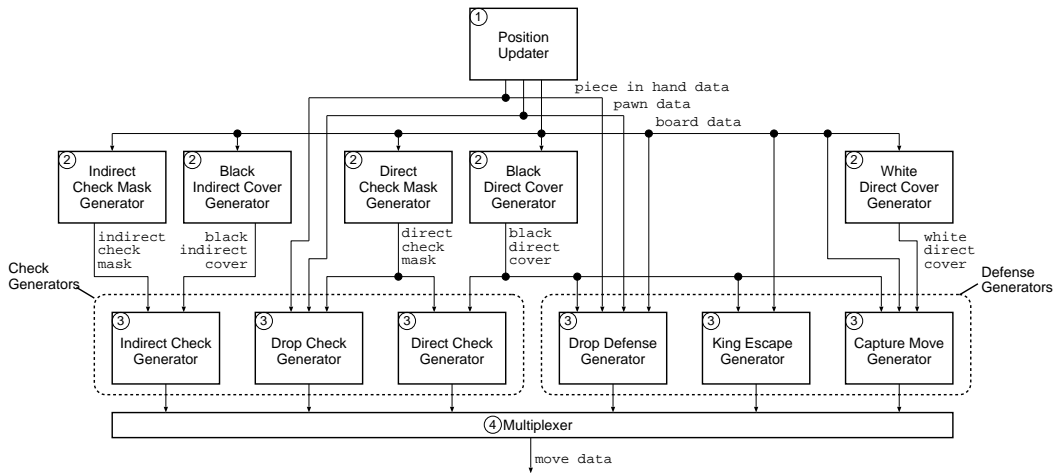 1
Position
Updater
piece in hand data
pawn data
board data
2
Indirect
Check Mask
Generator
2
Black
Indirect Cover
Generator
2
Direct
Check Mask
Generator
2
Black
Direct Cover
Generator
2
White
Direct Cover
Generator
indirect
check
mask
black
indirect
cover
direct
check
mask
black
direct
cover
white
direct
cover
Check
Generators
Defense
Generators
3
Indirect Check
Generator
3
Drop Check
Generator
3
Direct Check
Generator
3
Drop Defense
Generator
3
King Escape
Generator
3
Capture Move
Generator
4 Multiplexer
move data